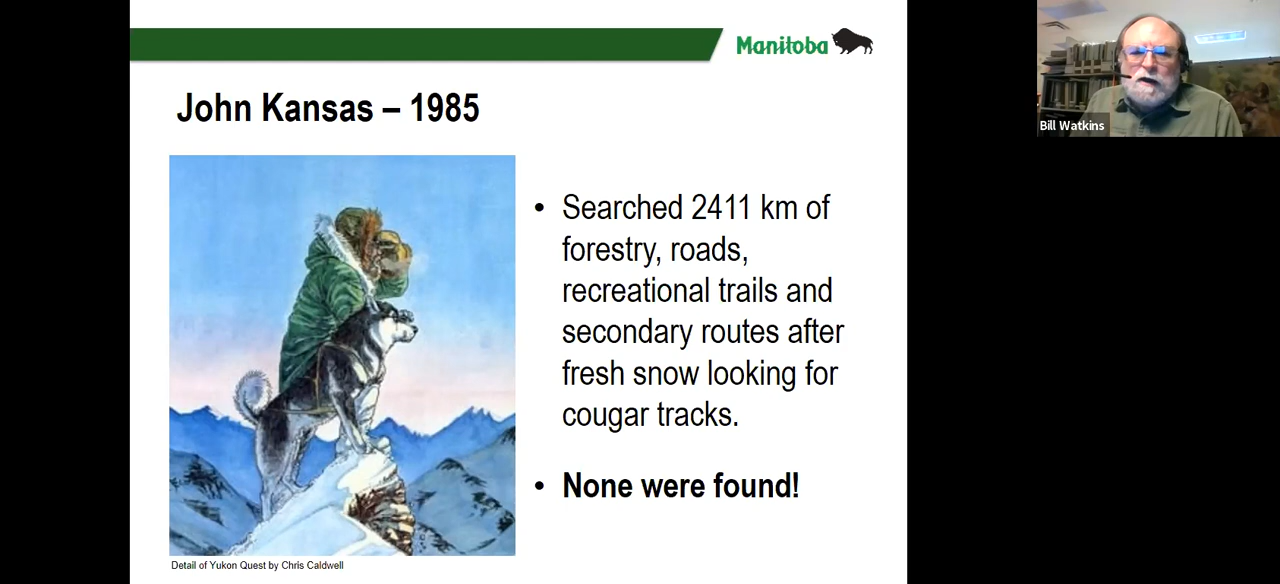 Manitoba
John Kansas – 1985
• Searched 2411 km of
forestry, roads,
recreational trails and
secondary routes after
fresh snow looking for
cougar tracks.
• None were found!
Detail of Yukon Quest by Chris Caldwell
Bill Watkins